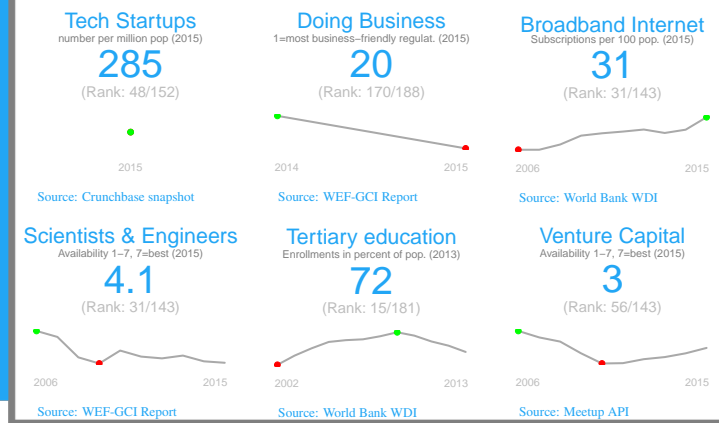 Tech Startups
number per million pop (2015)
285
(Rank: 48/152)
2015
Source: Crunchbase snapshot
Doing Business
1=most business−friendly regulat. (2015)
20
(Rank: 170/188)
2014 2015
Source: WEF-GCI Report
Broadband Internet
Subscriptions per 100 pop. (2015)
31
(Rank: 31/143)
2006 2015
Source: World Bank WDI
Scientists & Engineers
Availability 1−7, 7=best (2015)
4.1
(Rank: 31/143)
2006 2015
Source: WEF-GCI Report
Tertiary education
Enrollments in percent of pop. (2013)
72
(Rank: 15/181)
2002 2013
Source: World Bank WDI
Venture Capital
Availability 1−7, 7=best (2015)
3
(Rank: 56/143)
2006 2015
Source: Meetup API